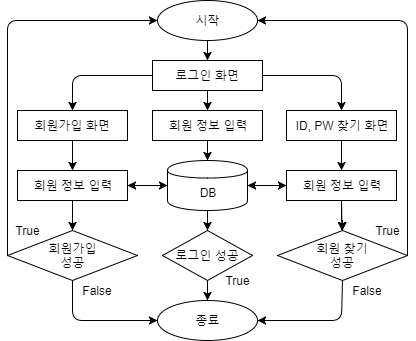 시작
로그인 화면
회원가입 화면
회원 정보 입력
ID, PW 찾기 화면
회원 정보 입력
DB
회원 정보 입력
True
회원가입
성공
로그인 성공
회원 찾기
성공
True
False
True
False
종료